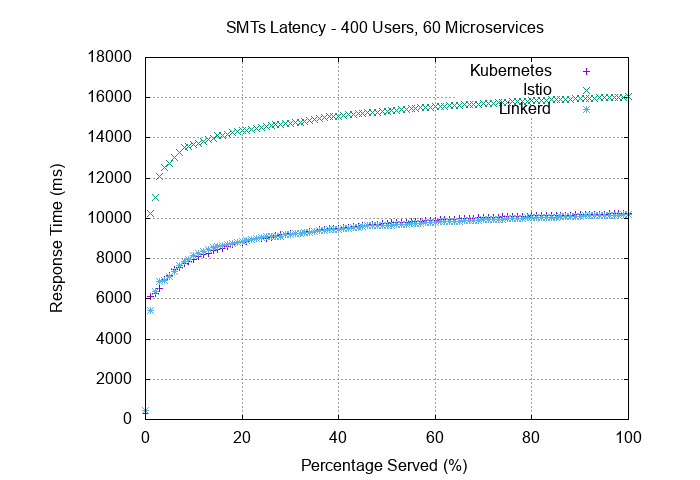 SMTs Latency - 400 Users, 60 Microservices
18000
16000
14000
12000
10000
8000
6000
4000
2000
0
Response Time (ms)
Kubernetes
Istio
Linkerd
0 20 40 60 80 100
Percentage Served (%)